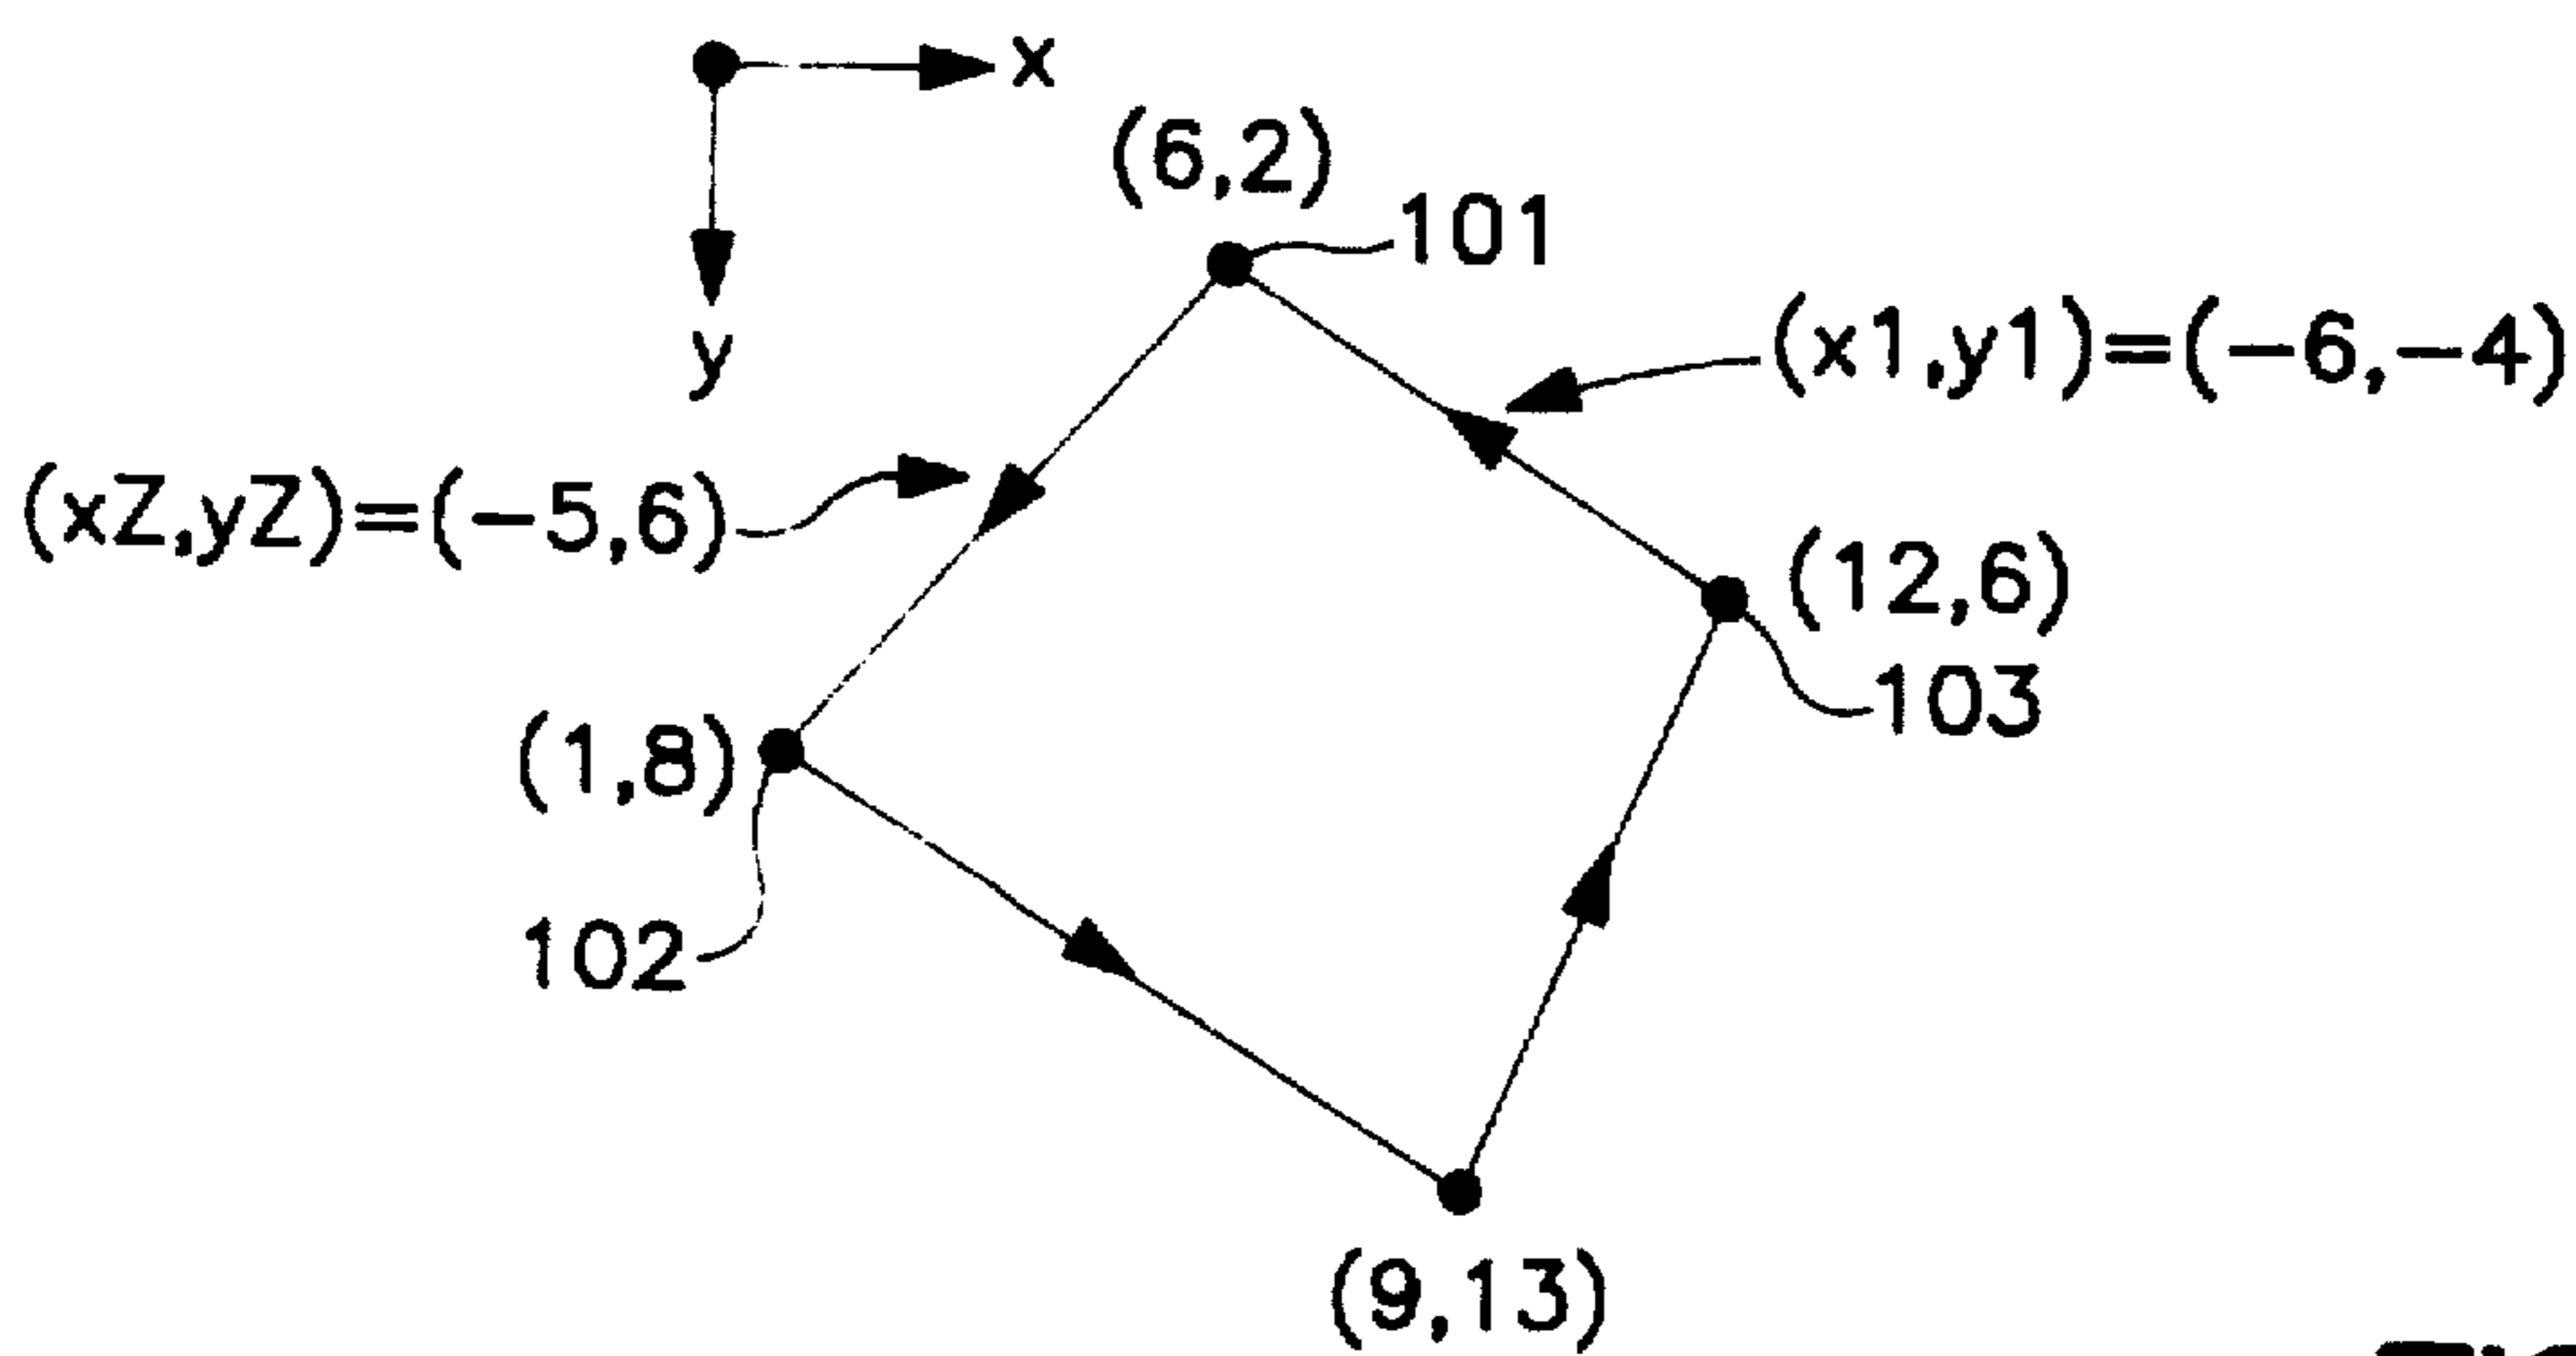 x
y
(6,2)
101
(x1,y1)=(-6,-4)
(xZ,yZ)=(-5,6)
(12,6)
103
(1,8)
102
(9,13)